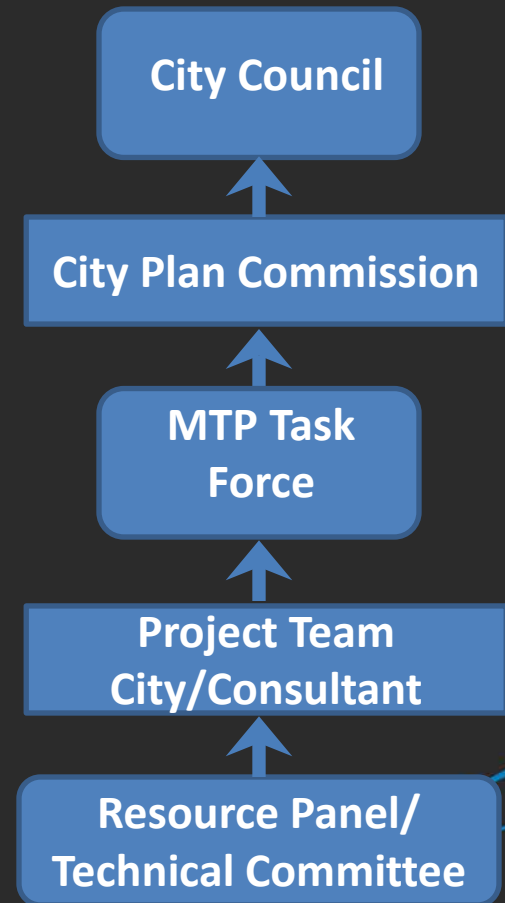 City Council
City Plan Commission
MTP Task
Force
Project Team
City/Consultant
Resource Panel/
Technical Committee